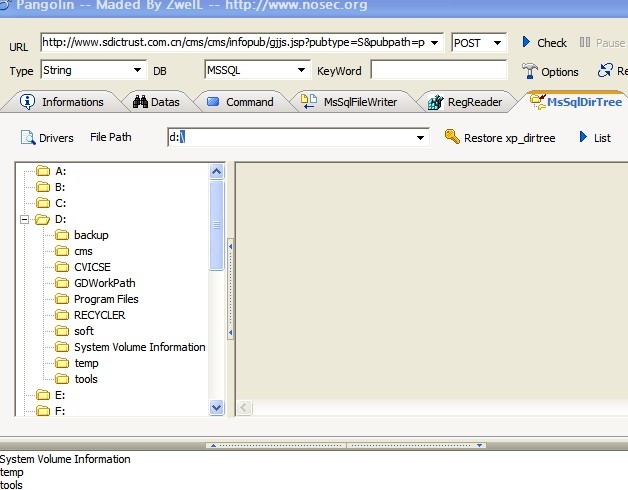 Pangolin -- Maded By ZwelL -- http://www.nosec.org
URL http://www.sdictrust.com.cn/cms/cms/infopub/gjjs.jsp?pubtype=S&pubpath=p POST Check Pause
Type String DB MSSQL KeyWord Options Re
Informations Datas Command MsSqlFileWriter RegReader MsSqlDirTree
Drivers File Path d:\ Restore xp_dirtree List
A:
B:
C:
D:
backup
cms
CVICSE
GDWorkPath
Program Files
RECYCLER
soft
System Volume Information
temp
tools
E:
F:
System Volume Information
temp
tools